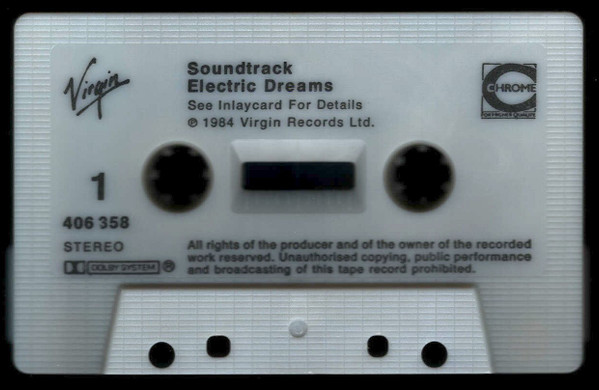 Virgin
Soundtrack
Electric Dreams
See Inlaycard For Details
℗ 1984 Virgin Records Ltd.
CHROME
1
406 358
STEREO
DOLBY SYSTEM ®
All rights of the producer and of the owner of the recorded
work reserved. Unauthorised copying, public performance
and broadcasting of this tape record prohibited.